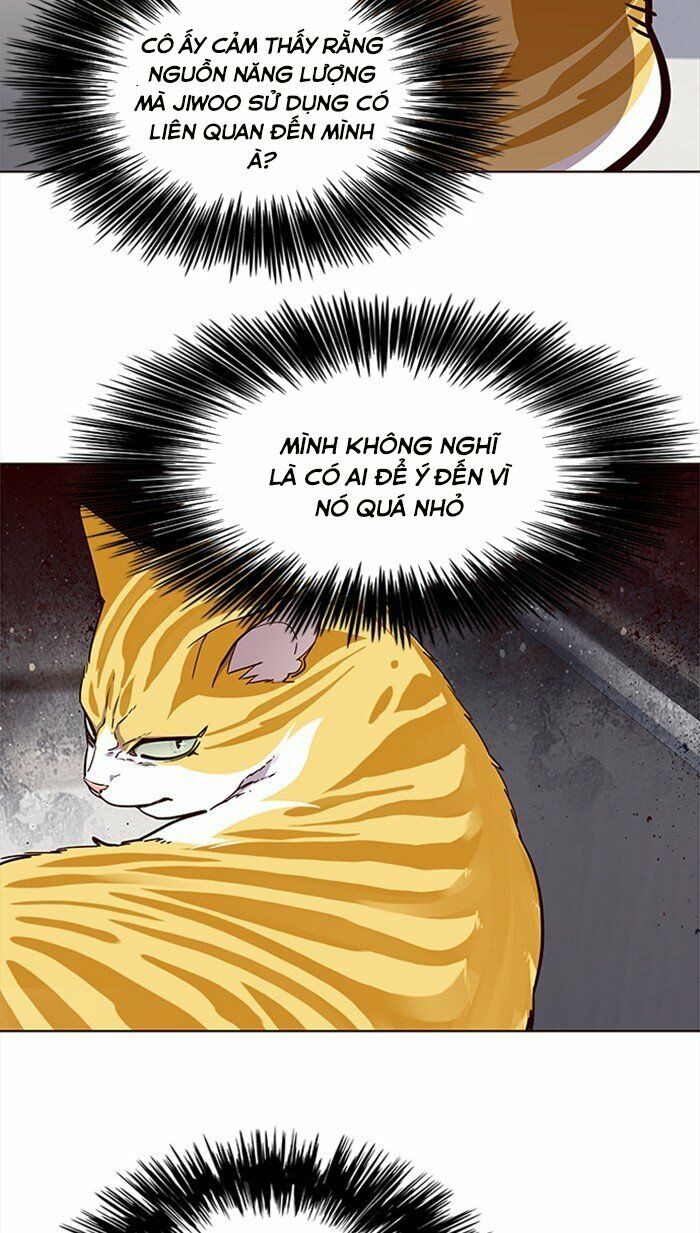 CÔ ẤY CẢM THẤY RẰNG
NGUỒN NĂNG LƯỢNG
MÀ JIWOO SỬ DỤNG CÓ
LIÊN QUAN ĐẾN MÌNH
À?
MÌNH KHÔNG NGHĨ
LÀ CÓ AI ĐỂ Ý ĐẾN VÌ
NÓ QUÁ NHỎ